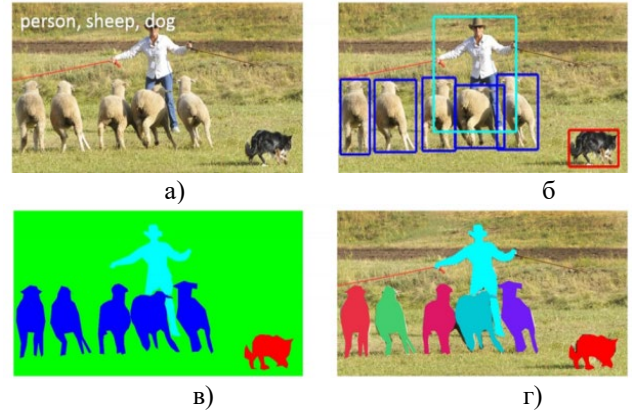 person, sheep, dog
а)
б
в)
г)